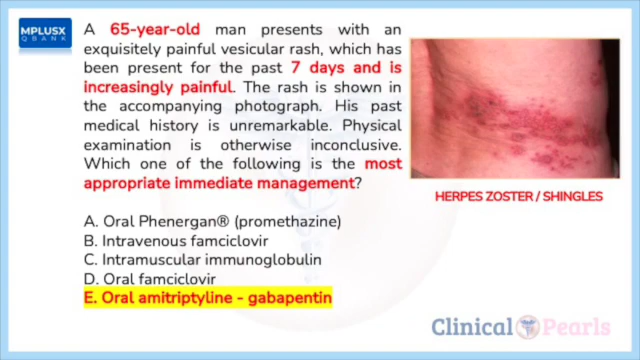 MPLUSX
QBANK
A 65-year-old man presents with an
exquisitely painful vesicular rash, which has
been present for the past 7 days and is
increasingly painful. The rash is shown in
the accompanying photograph. His past
medical history is unremarkable. Physical
examination is otherwise inconclusive.
Which one of the following is the most
appropriate immediate management?
A. Oral Phenergan® (promethazine)
B. Intravenous famciclovir
C. Intramuscular immunoglobulin
D. Oral famciclovir
E. Oral amitriptyline - gabapentin
HERPES ZOSTER / SHINGLES
Clinical Pearls